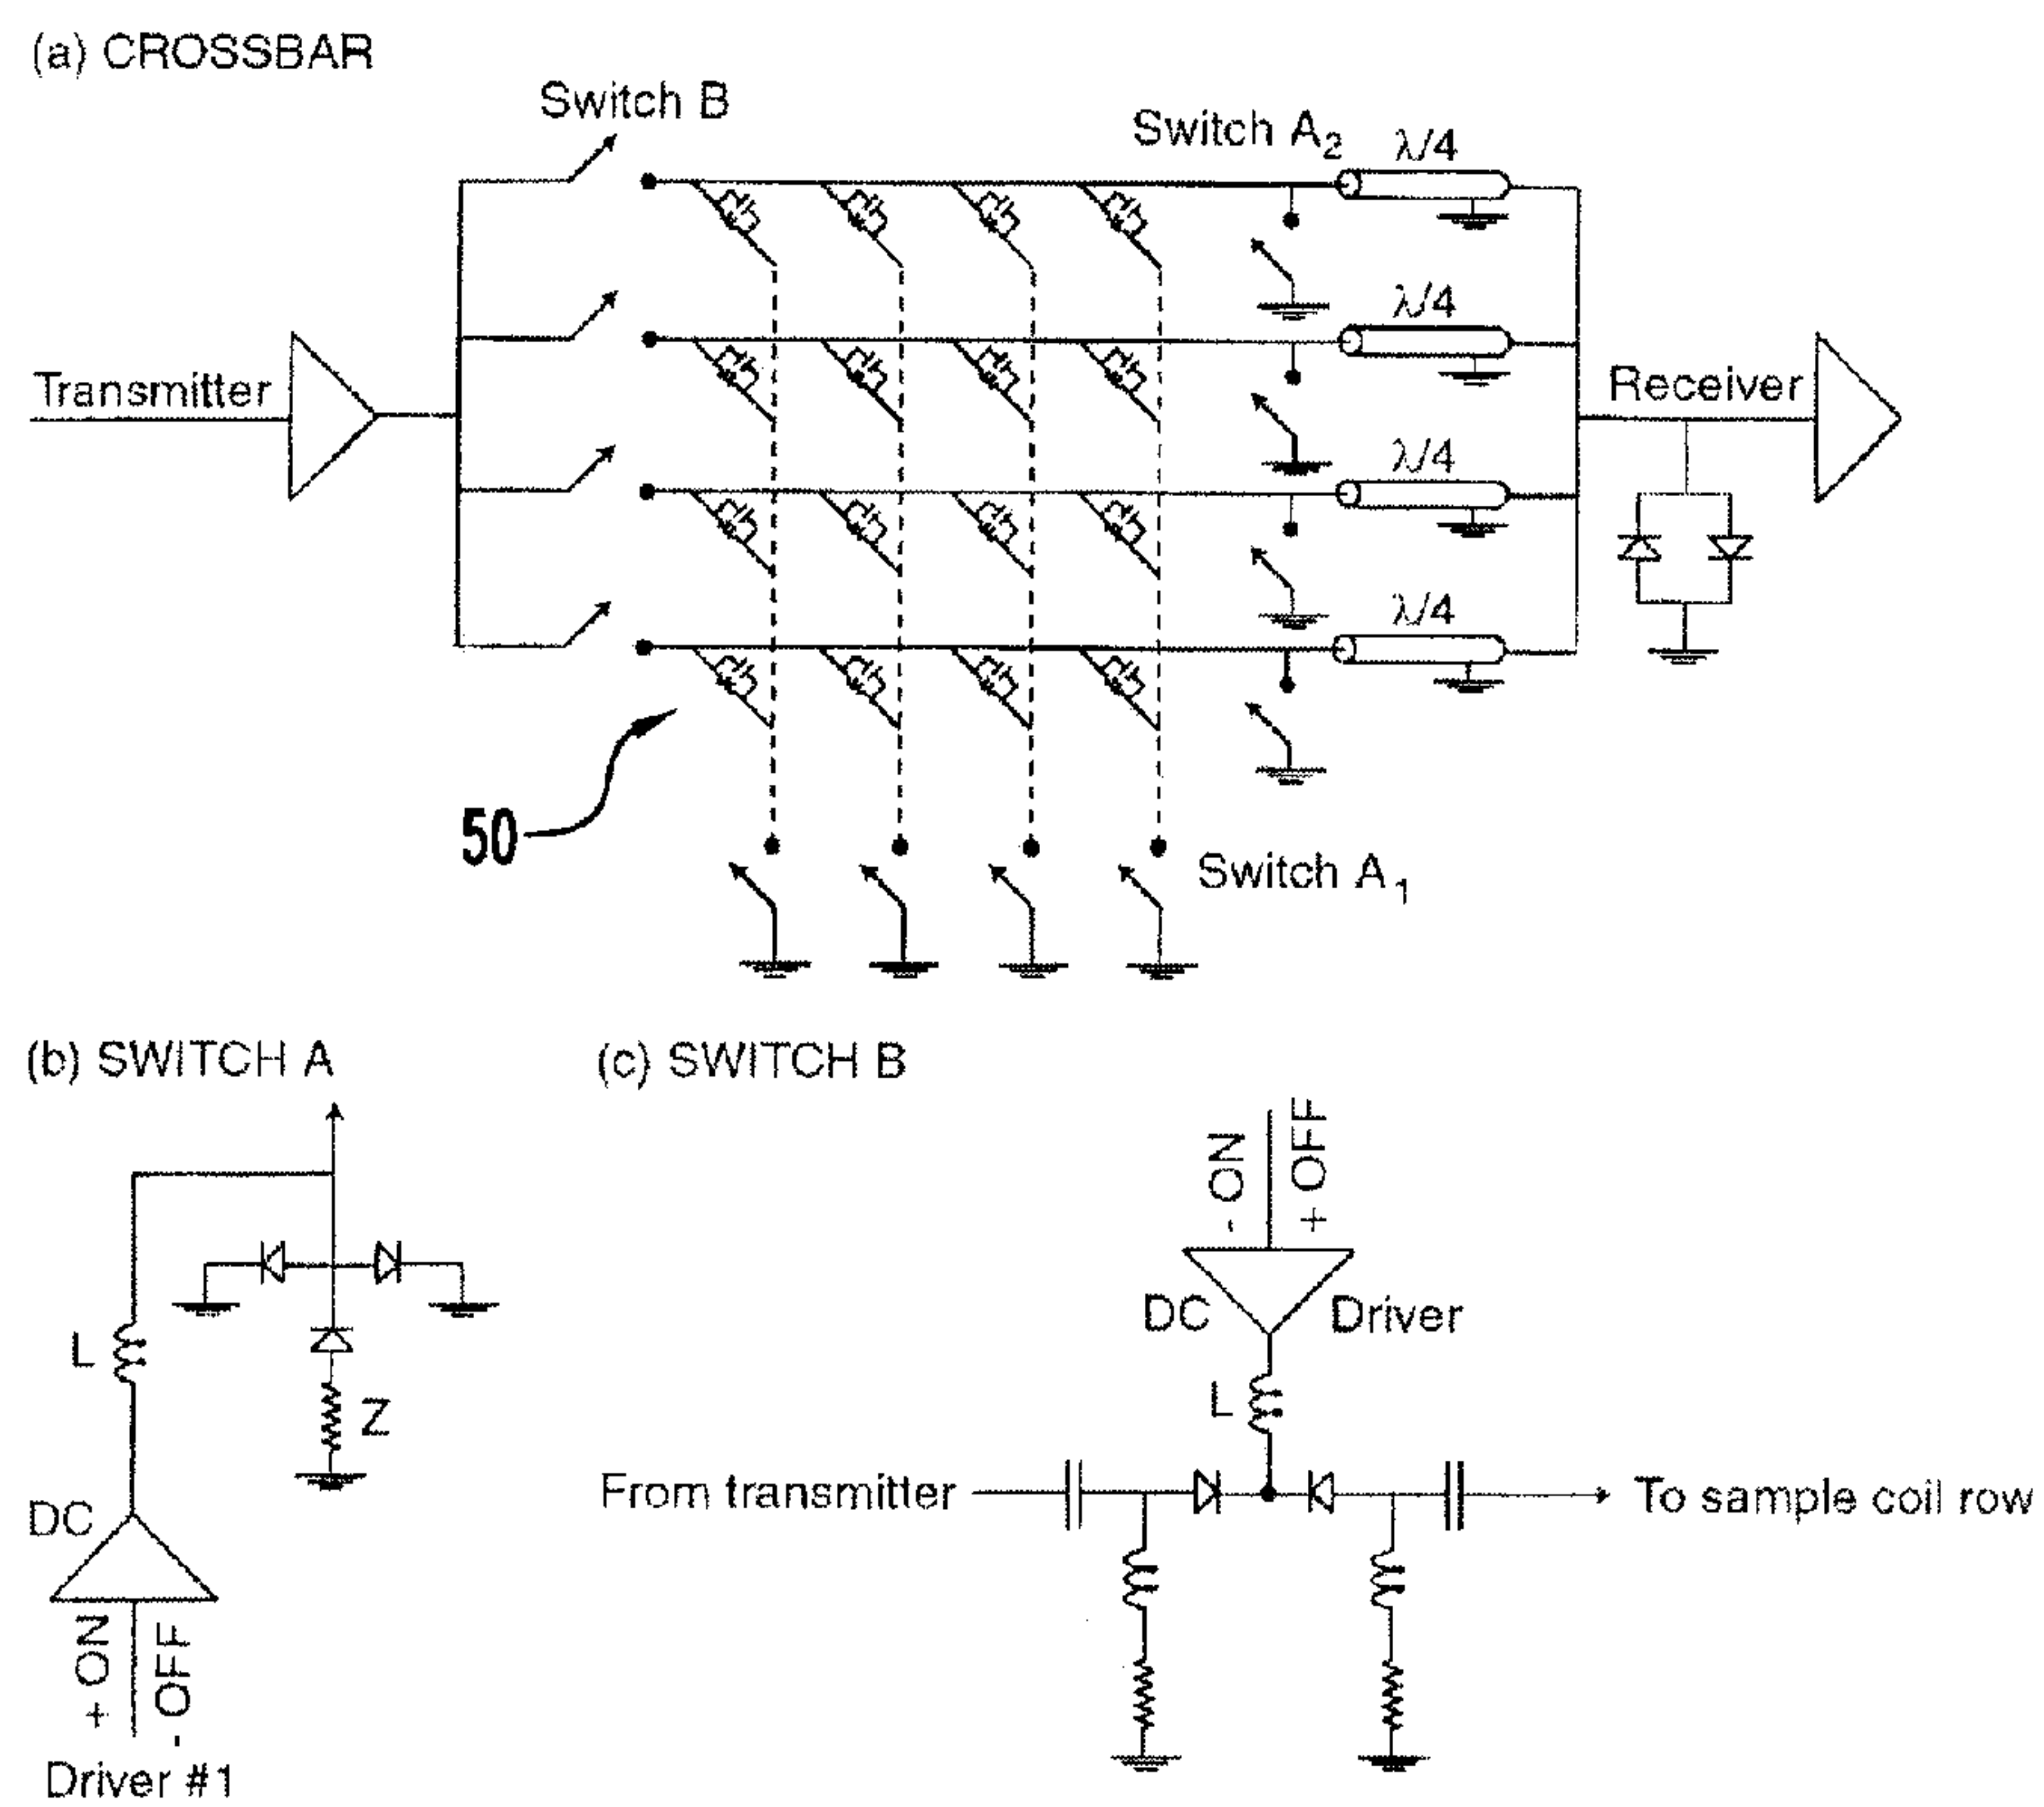 (a) CROSSBAR
Switch B
Switch A2
λ/4
λ/4
Transmitter
Receiver
λ/4
λ/4
50
Switch A1
(b) SWITCH A
(c) SWITCH B
- ON
+ OFF
DC
Driver
L
L
Z
From transmitter
To sample coil row
DC
+ ON
- OFF
Driver #1